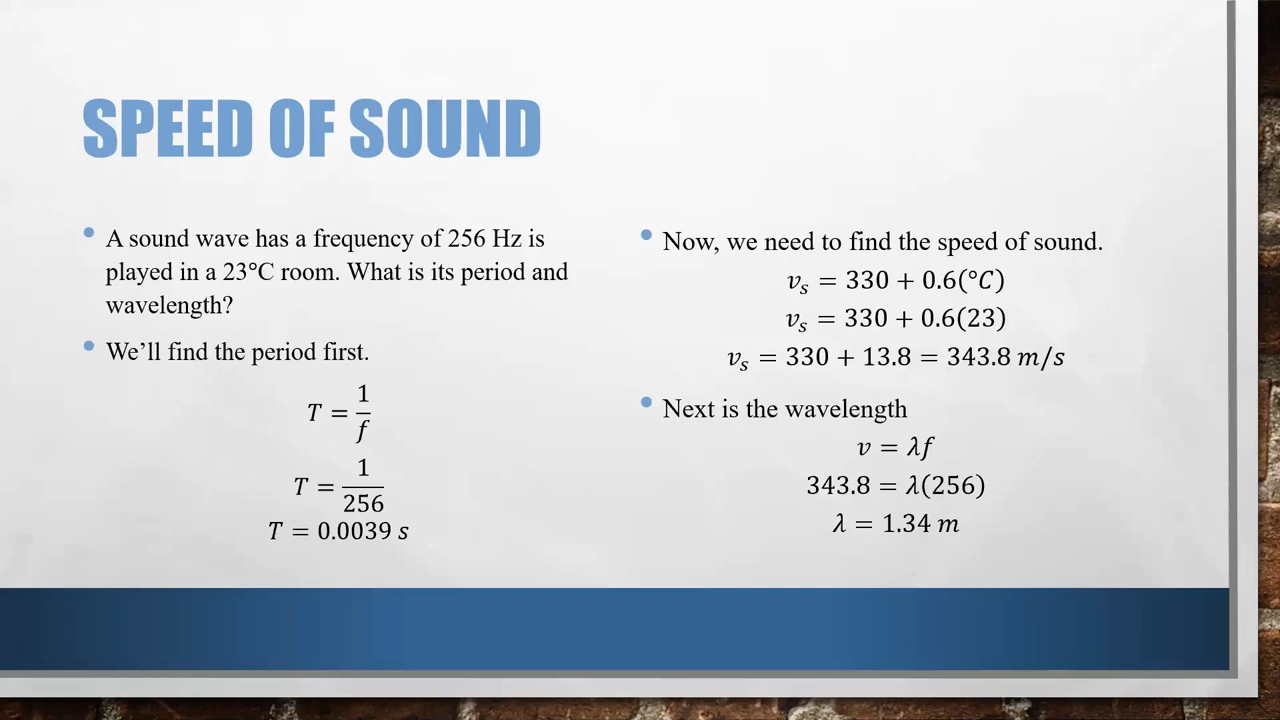 SPEED OF SOUND
• A sound wave has a frequency of 256 Hz is
played in a 23°C room. What is its period and
wavelength?
• We’ll find the period first.
T = 1/f
T = 1/256
T = 0.0039 s
• Now, we need to find the speed of sound.
vₛ = 330 + 0.6(°C)
vₛ = 330 + 0.6(23)
vₛ = 330 + 13.8 = 343.8 m/s
• Next is the wavelength
v = λf
343.8 = λ(256)
λ = 1.34 m